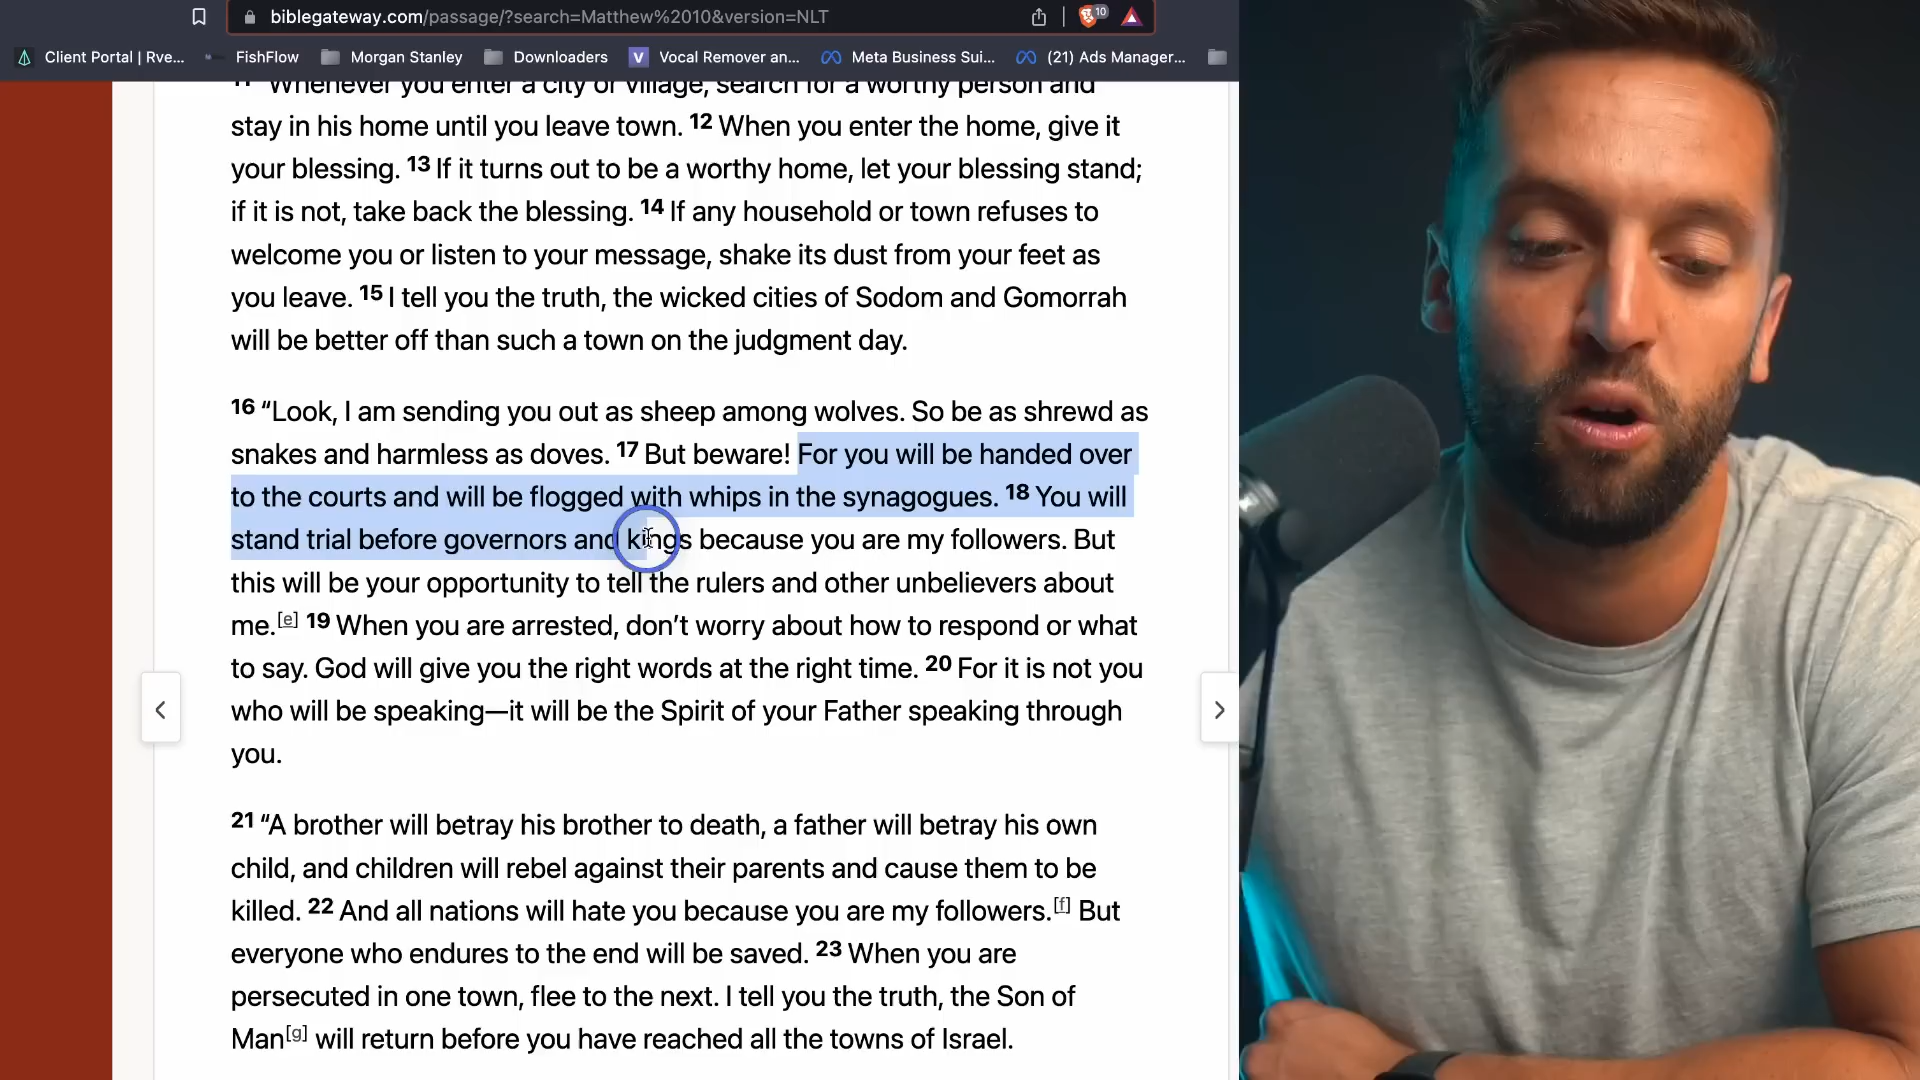 biblegateway.com/passage/?search=Matthew%2010&version=NLT
10
Client Portal | Rve...
FishFlow
Morgan Stanley
Downloaders
V
Vocal Remover an...
Meta Business Sui...
(21) Ads Manager...
11 “Whenever you enter a city or village, search for a worthy person and
stay in his home until you leave town. 12 When you enter the home, give it
your blessing. 13 If it turns out to be a worthy home, let your blessing stand;
if it is not, take back the blessing. 14 If any household or town refuses to
welcome you or listen to your message, shake its dust from your feet as
you leave. 15 I tell you the truth, the wicked cities of Sodom and Gomorrah
will be better off than such a town on the judgment day.
16 “Look, I am sending you out as sheep among wolves. So be as shrewd as
snakes and harmless as doves. 17 But beware! For you will be handed over
to the courts and will be flogged with whips in the synagogues. 18 You will
stand trial before governors and kings because you are my followers. But
this will be your opportunity to tell the rulers and other unbelievers about
me.[e] 19 When you are arrested, don’t worry about how to respond or what
to say. God will give you the right words at the right time. 20 For it is not you
who will be speaking—it will be the Spirit of your Father speaking through
you.
21 “A brother will betray his brother to death, a father will betray his own
child, and children will rebel against their parents and cause them to be
killed. 22 And all nations will hate you because you are my followers.[f] But
everyone who endures to the end will be saved. 23 When you are
persecuted in one town, flee to the next. I tell you the truth, the Son of
Man[g] will return before you have reached all the towns of Israel.